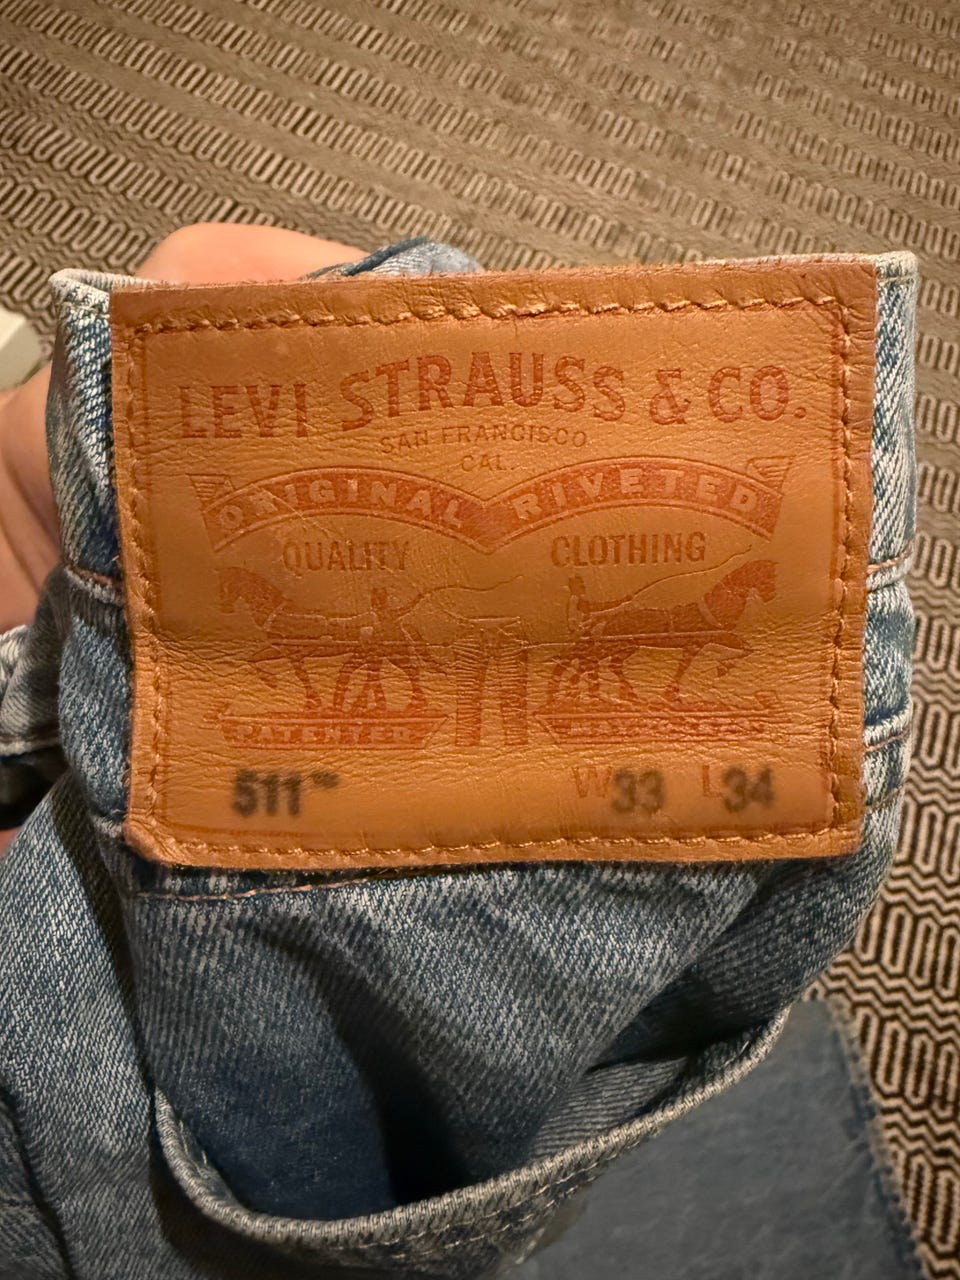 LEVI STRAUSS & CO.
SAN FRANCISCO
CAL.
ORIGINAL RIVETED
QUALITY CLOTHING
PATENTED
511™ W33 L34